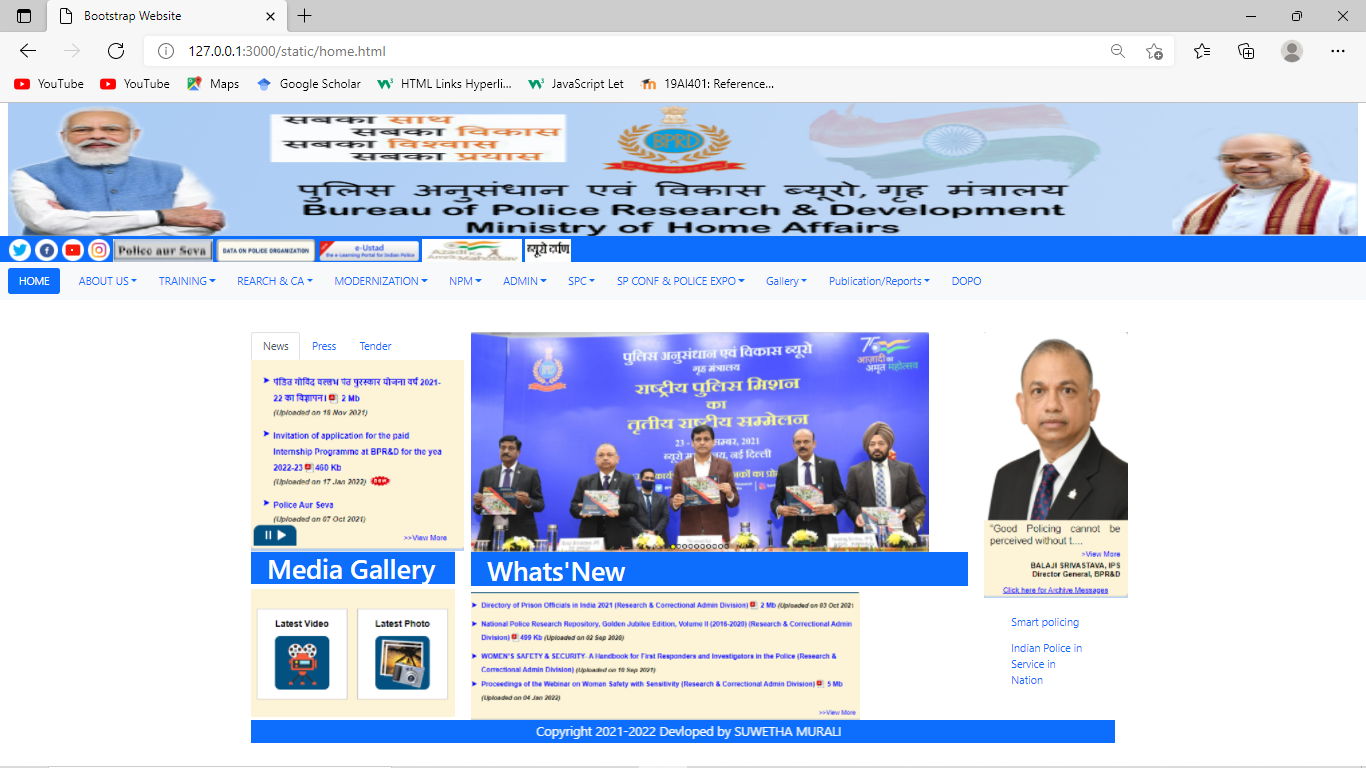 Bootstrap Website
127.0.0.1:3000/static/home.html
YouTube
YouTube
Maps
Google Scholar
HTML Links Hyperli...
JavaScript Let
19AI401: Reference...
सबका साथ
सबका विकास
सबका विश्वास
सबका प्रयास
BPRD
पुलिस अनुसंधान एवं विकास ब्यूरो, गृह मंत्रालय
Bureau of Police Research & Development
Ministry of Home Affairs
Police aur Seva
DATA ON POLICE ORGANIZATION
e-Ustad
the e-Learning Portal for Indian Police
Azadi Ka
Amrit Mahotsav
ब्यूरो दर्पण
HOME
ABOUT US
TRAINING
REARCH & CA
MODERNIZATION
NPM
ADMIN
SPC
SP CONF & POLICE EXPO
Gallery
Publication/Reports
DOPO
News
Press
Tender
पंडित गोविंद वल्लभ पंत पुरस्कार योजना वर्ष 2021-
22 का विज्ञापन। 2 Mb
(Uploaded on 18 Nov 2021)
Invitation of application for the paid
Internship Programme at BPR&D for the year
2022-23 460 Kb
(Uploaded on 17 Jan 2022) new
Police Aur Seva
(Uploaded on 07 Oct 2021)
>>View More
पुलिस अनुसंधान एवं विकास ब्यूरो
गृह मंत्रालय
75
आज़ादी का
अमृत महोत्सव
राष्ट्रीय पुलिस मिशन
का
तृतीय राष्ट्रीय सम्मेलन
2021
नई दिल्ली
"Good Policing cannot be
perceived without t....
>View More
BALAJI SRIVASTAVA, IPS
Director General, BPR&D
Click here for Archive Messages
Media Gallery
Latest Video
Latest Photo
Whats'New
Directory of Prison Officials in India 2021 (Research & Correctional Admin Division) 2 Mb (Uploaded on 03 Oct 2021
National Police Research Repository, Golden Jubilee Edition, Volume II (2016-2020) (Research & Correctional Admin
Division) 499 Kb (Uploaded on 02 Sep 2020)
WOMEN'S SAFETY & SECURITY- A Handbook for First Responders and Investigators in the Police (Research &
Correctional Admin Division) (Uploaded on 10 Sep 2021)
Proceedings of the Webinar on Woman Safety with Sensitivity (Research & Correctional Admin Division) 5 Mb
(Uploaded on 04 Jan 2022)
>>View More
Smart policing
Indian Police in
Service in
Nation
Copyright 2021-2022 Devloped by SUWETHA MURALI